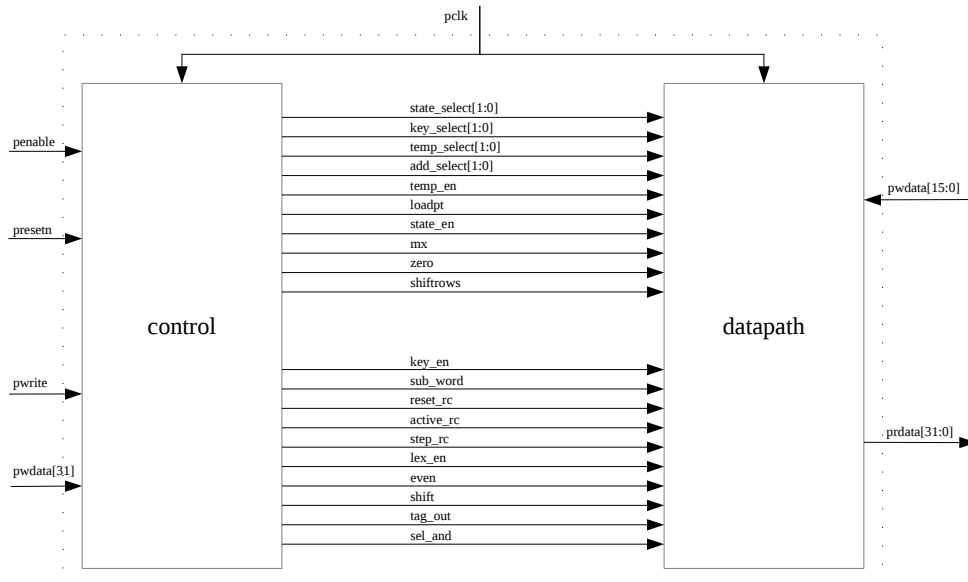 pclk
state_select[1:0]
key_select[1:0]
penable
temp_select[1:0]
add_select[1:0]
temp_en
pwdata[15:0]
loadpt
presetn
state_en
mx
zero
shiftrows
control
datapath
key_en
pwrite
sub_word
reset_rc
active_rc
prdata[31:0]
step_rc
lex_en
pwdata[31]
even
shift
tag_out
sel_and